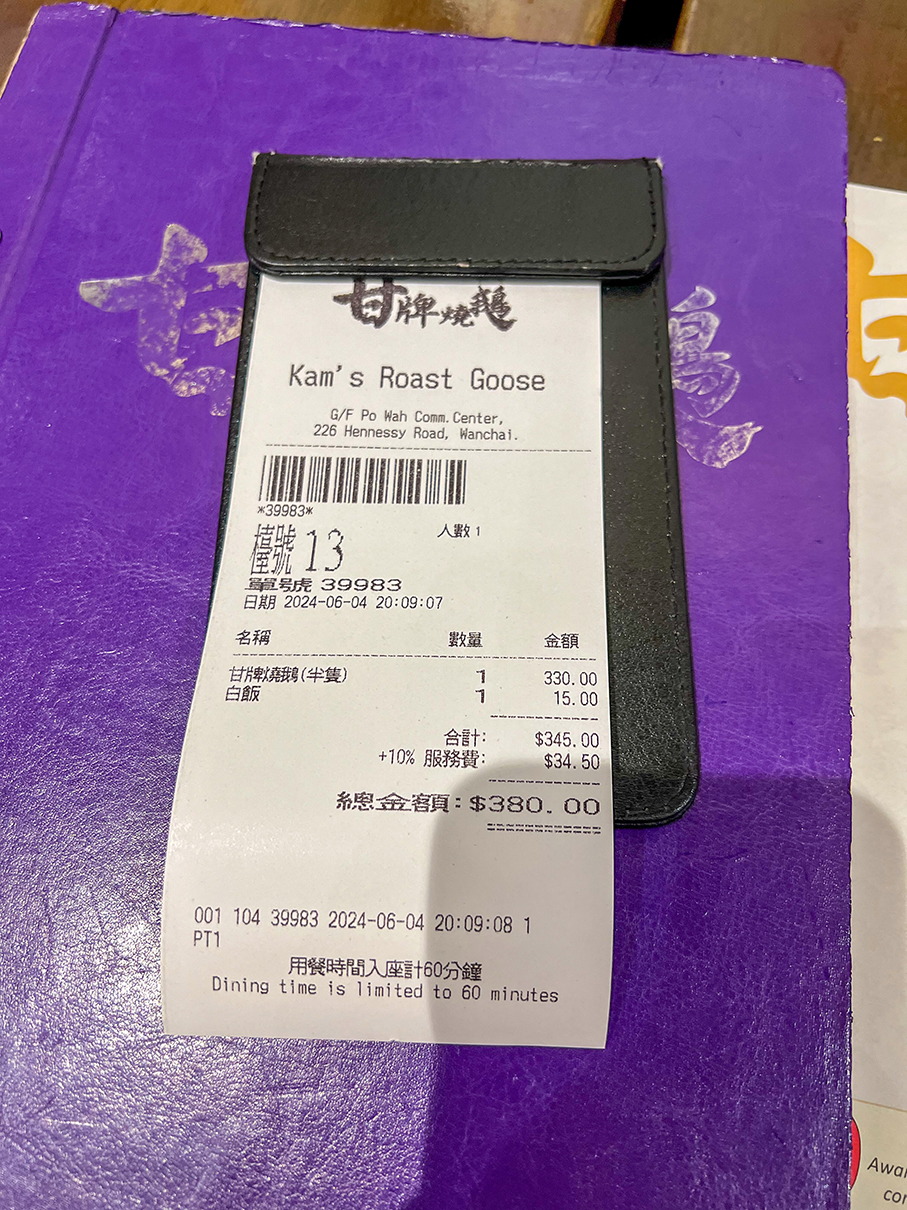 甘牌燒鵝
Kam's Roast Goose
G/F Po Wah Comm.Center,
226 Hennessy Road, Wanchai.
*39983*
人數 1
檯號 13
單號 39983
日期 2024-06-04 20:09:07
名稱 數量 金額
甘牌燒鵝(半隻) 1 330.00
白飯 1 15.00
合計: $345.00
+10% 服務費: $34.50
總金額: $380.00
001 104 39983 2024-06-04 20:09:08 1
PT1
用餐時間入座計60分鐘
Dining time is limited to 60 minutes
甘
鵝